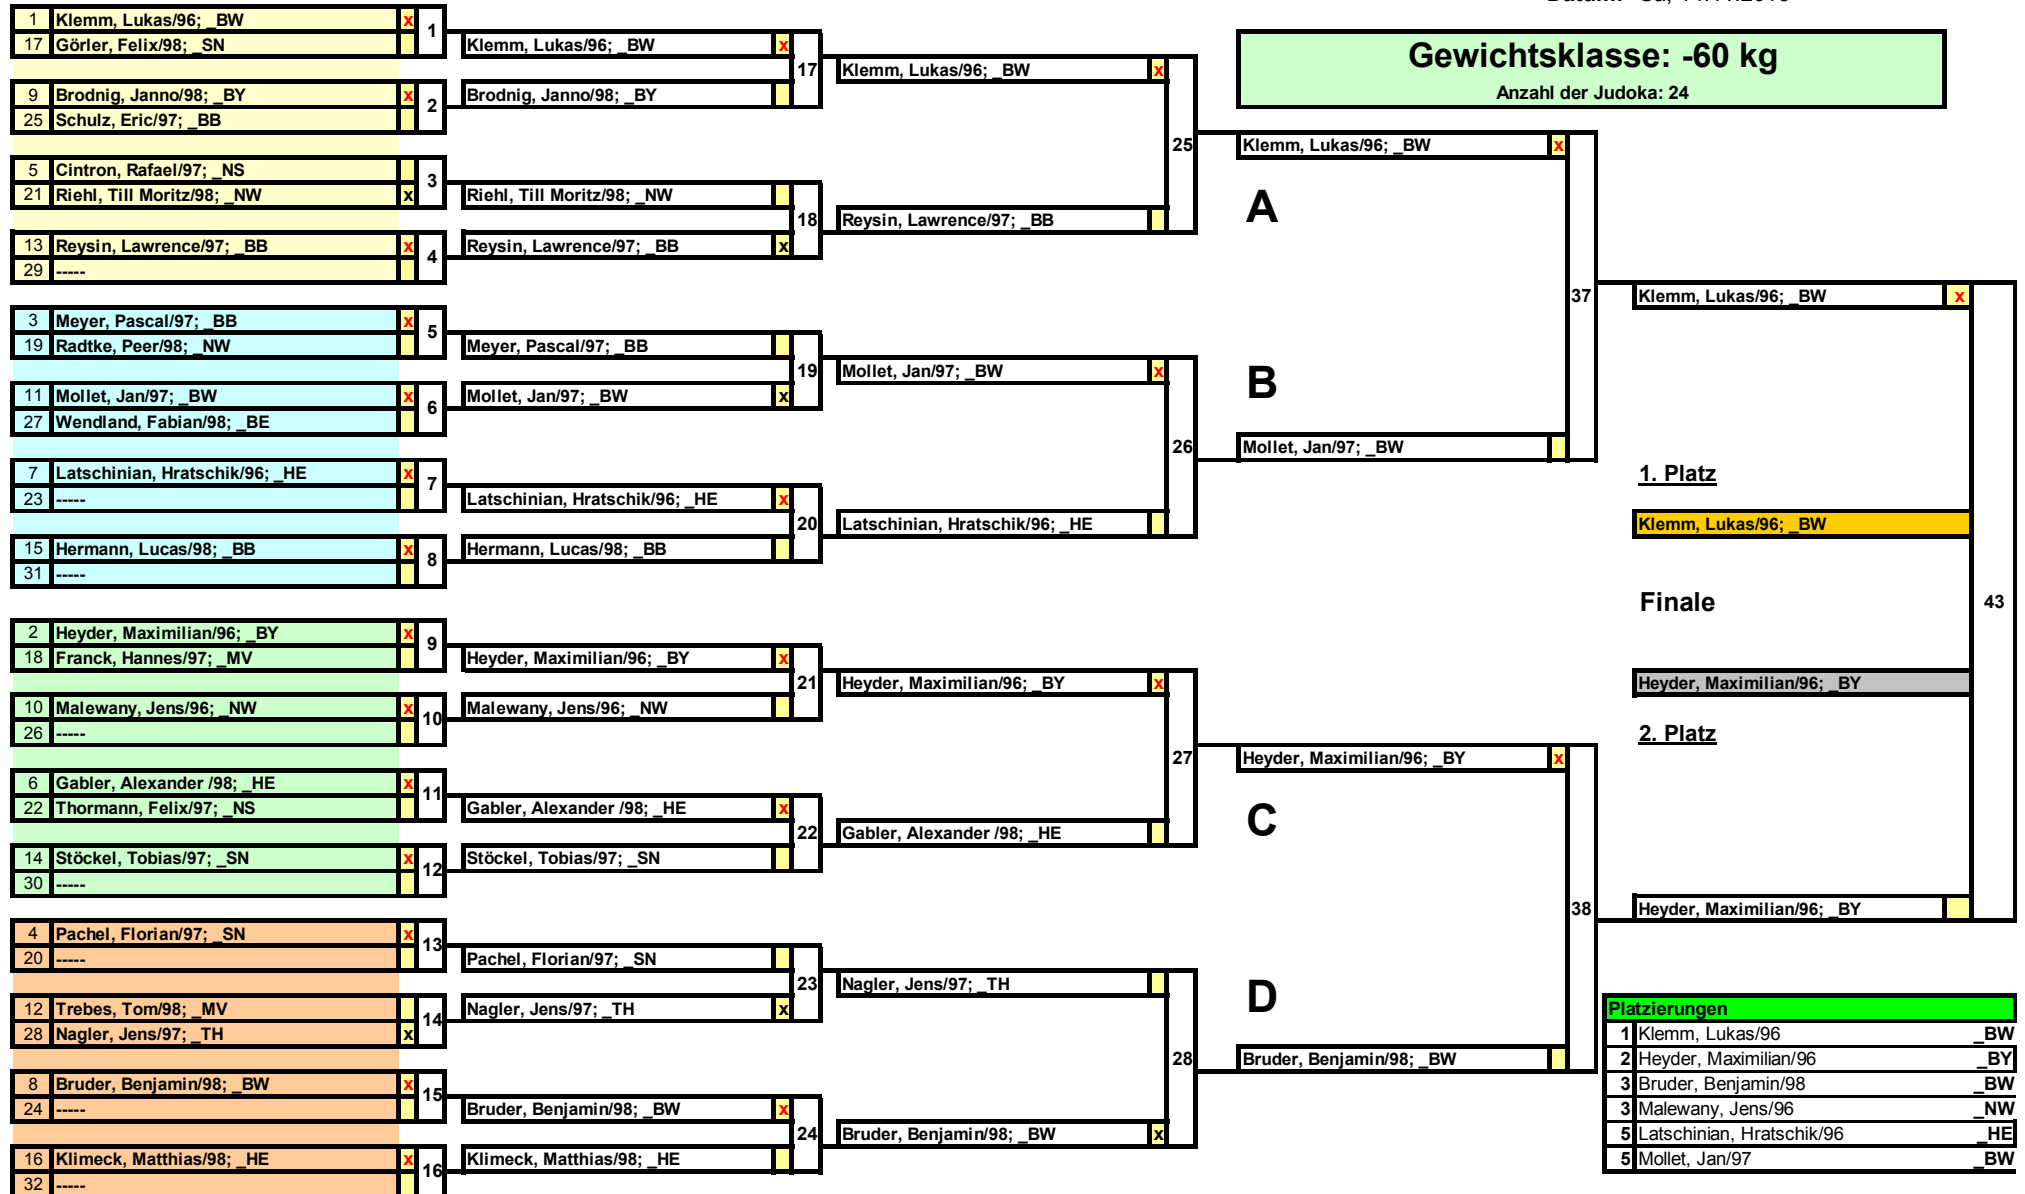 Gewichtsklasse: -60 kg
Anzahl der Judoka: 24
1 Klemm, Lukas/96; _BW x
17 Görler, Felix/98; _SN
1
9 Brodnig, Janno/98; _BY x
25 Schulz, Eric/97; _BB
2
5 Cintron, Rafael/97; _NS
21 Riehl, Till Moritz/98; _NW x
3
13 Reysin, Lawrence/97; _BB x
29 -----
4
3 Meyer, Pascal/97; _BB x
19 Radtke, Peer/98; _NW
5
11 Mollet, Jan/97; _BW x
27 Wendland, Fabian/98; _BE
6
7 Latschinian, Hratschik/96; _HE x
23 -----
7
15 Hermann, Lucas/98; _BB x
31 -----
8
2 Heyder, Maximilian/96; _BY x
18 Franck, Hannes/97; _MV
9
10 Malewany, Jens/96; _NW x
26 -----
10
6 Gabler, Alexander /98; _HE x
22 Thormann, Felix/97; _NS
11
14 Stöckel, Tobias/97; _SN x
30 -----
12
4 Pachel, Florian/97; _SN x
20 -----
13
12 Trebes, Tom/98; _MV
28 Nagler, Jens/97; _TH x
14
8 Bruder, Benjamin/98; _BW x
24 -----
15
16 Klimeck, Matthias/98; _HE x
32 -----
16
Klemm, Lukas/96; _BW x
17
Brodnig, Janno/98; _BY
Riehl, Till Moritz/98; _NW
18
Reysin, Lawrence/97; _BB x
Meyer, Pascal/97; _BB
19
Mollet, Jan/97; _BW x
Latschinian, Hratschik/96; _HE x
20
Hermann, Lucas/98; _BB
Heyder, Maximilian/96; _BY x
21
Malewany, Jens/96; _NW
Gabler, Alexander /98; _HE x
22
Stöckel, Tobias/97; _SN
Pachel, Florian/97; _SN
23
Nagler, Jens/97; _TH x
Bruder, Benjamin/98; _BW x
24
Klimeck, Matthias/98; _HE
Klemm, Lukas/96; _BW x
25
Reysin, Lawrence/97; _BB
Mollet, Jan/97; _BW x
26
Latschinian, Hratschik/96; _HE
Heyder, Maximilian/96; _BY x
27
Gabler, Alexander /98; _HE
Nagler, Jens/97; _TH
28
Bruder, Benjamin/98; _BW x
Klemm, Lukas/96; _BW x
A
37
B
Mollet, Jan/97; _BW
Heyder, Maximilian/96; _BY x
C
38
D
Bruder, Benjamin/98; _BW
Klemm, Lukas/96; _BW x
1. Platz
Klemm, Lukas/96; _BW
Finale
43
Heyder, Maximilian/96; _BY
2. Platz
Heyder, Maximilian/96; _BY
Platzierungen
1 Klemm, Lukas/96 _BW
2 Heyder, Maximilian/96 _BY
3 Bruder, Benjamin/98 _BW
3 Malewany, Jens/96 _NW
5 Latschinian, Hratschik/96 _HE
5 Mollet, Jan/97 _BW